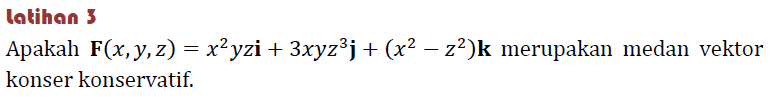 Latihan 3
Apakah F(x, y, z) = x²yzi + 3xyz³j + (x² − z²)k merupakan medan vektor
konser konservatif.